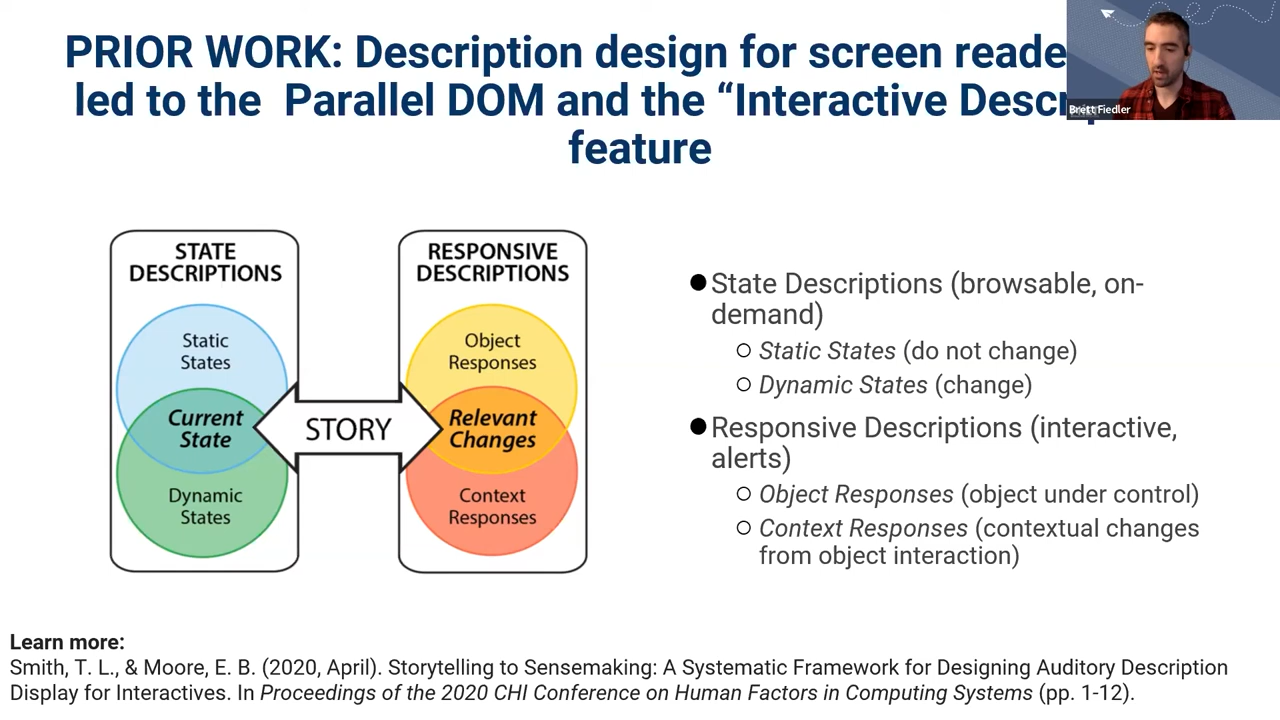 PRIOR WORK: Description design for screen reade
led to the Parallel DOM and the “Interactive Descrip
feature
Brett Fiedler
STATE
DESCRIPTIONS
Static
States
Current
State
Dynamic
States
STORY
RESPONSIVE
DESCRIPTIONS
Object
Responses
Relevant
Changes
Context
Responses
●State Descriptions (browsable, on-
demand)
○ Static States (do not change)
○ Dynamic States (change)
●Responsive Descriptions (interactive,
alerts)
○ Object Responses (object under control)
○ Context Responses (contextual changes
from object interaction)
Learn more:
Smith, T. L., & Moore, E. B. (2020, April). Storytelling to Sensemaking: A Systematic Framework for Designing Auditory Description
Display for Interactives. In Proceedings of the 2020 CHI Conference on Human Factors in Computing Systems (pp. 1-12).